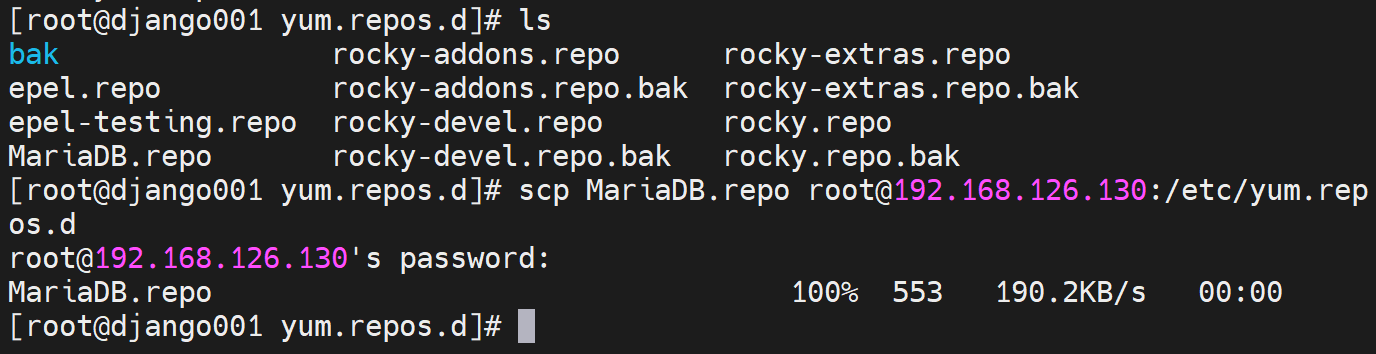 [root@django001 yum.repos.d]# ls
bak                rocky-addons.repo      rocky-extras.repo
epel.repo          rocky-addons.repo.bak  rocky-extras.repo.bak
epel-testing.repo  rocky-devel.repo       rocky.repo
MariaDB.repo       rocky-devel.repo.bak   rocky.repo.bak
[root@django001 yum.repos.d]# scp MariaDB.repo root@192.168.126.130:/etc/yum.rep
os.d
root@192.168.126.130's password:
MariaDB.repo                                  100%  553   190.2KB/s   00:00
[root@django001 yum.repos.d]#